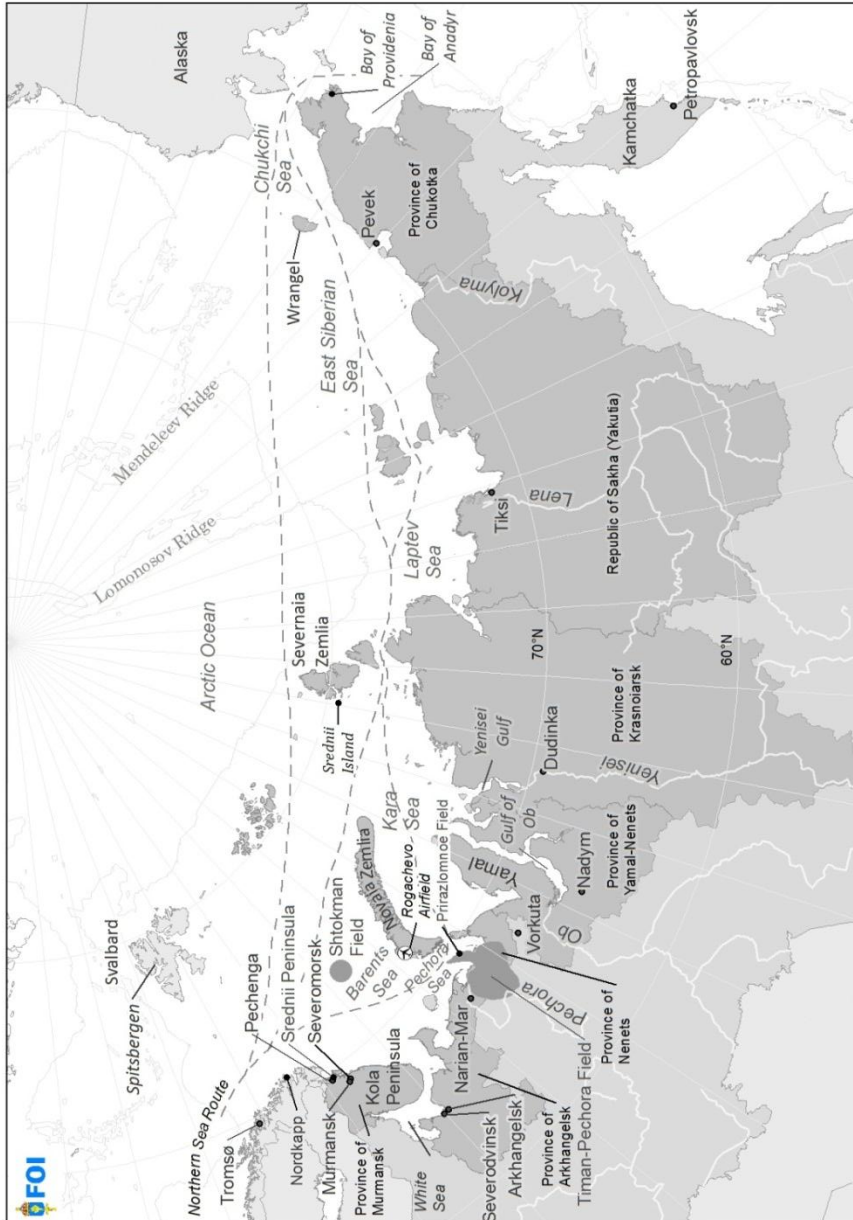 FOI
Alaska
Bay of
Providenia
Bay of
Anadyr
Chukchi
Sea
Wrangel
Pevek
Province of
Chukotka
Kamchatka
Petropavlovsk
East Siberian
Sea
Kolyma
Mendeleev Ridge
Lomonosov Ridge
Arctic Ocean
Laptev
Sea
Tiksi
Lena
Republic of Sakha (Yakutia)
Severnaia
Zemlia
Srednii
Island
70°N
60°N
Yenisei
Gulf
Dudinka
Province of
Krasnoiarsk
Yenisei
Kara
Sea
Gulf of
Ob
Nadym
Province of
Yamal-Nenets
Yamal
Ob
Novaia Zemlia
Rogachevo
Airfield
Prirazlomnoe Field
Vorkuta
Shtokman
Field
Barents
Sea
Pechora
Sea
Pechora
Province of
Nenets
Svalbard
Spitsbergen
Pechenga
Srednii Peninsula
Severomorsk
Kola
Peninsula
Narian-Mar
Northern Sea Route
Tromsø
Nordkapp
Murmansk
Province of
Murmansk
White
Sea
Severodvinsk
Arkhangelsk
Province of
Arkhangelsk
Timan-Pechora Field